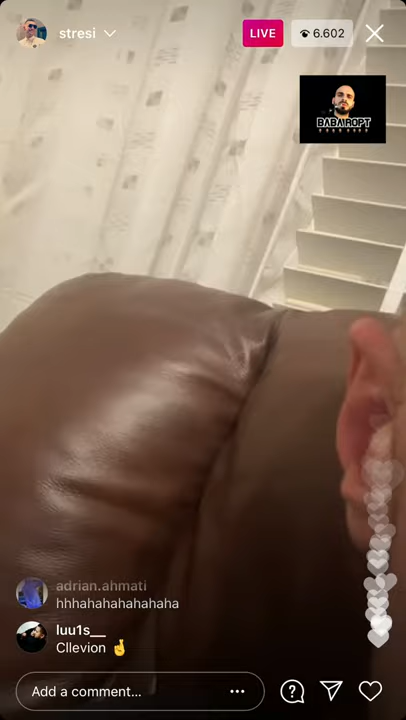 stresi
LIVE
6.602
BABA ROPT
adrian.ahmati
hhhahahahahahaha
luu1s__
Cllevion 🤞
Add a comment...